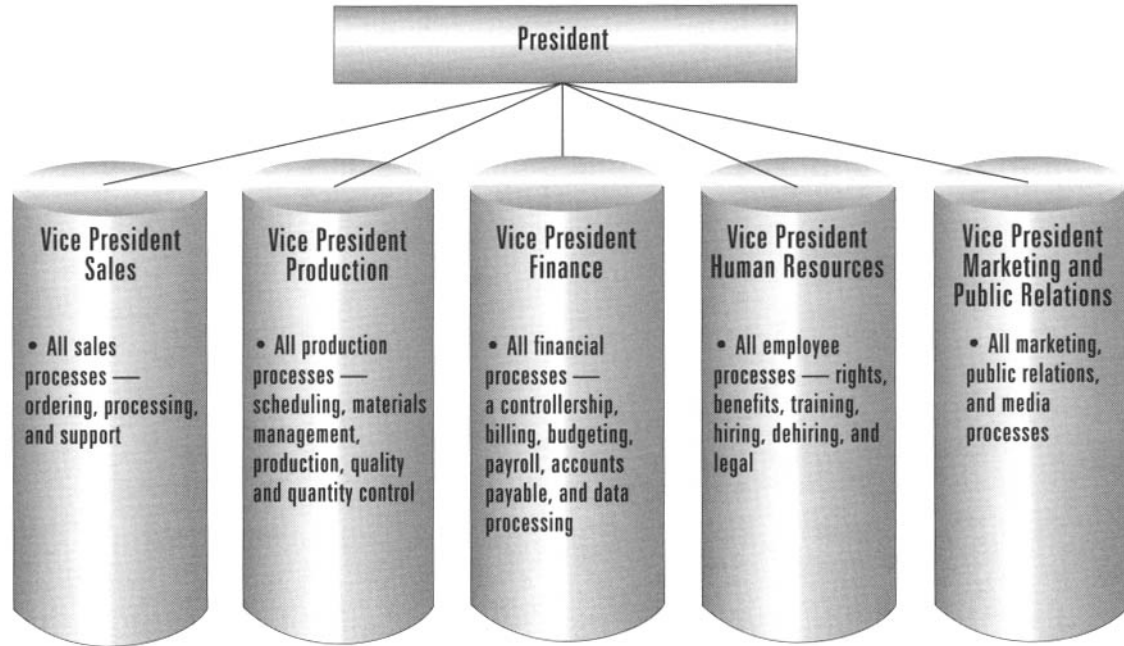 President
Vice President
Sales
• All sales
processes —
ordering, processing,
and support
Vice President
Production
• All production
processes —
scheduling, materials
management,
production, quality
and quantity control
Vice President
Finance
• All financial
processes —
a controllership,
billing, budgeting,
payroll, accounts
payable, and data
processing
Vice President
Human Resources
• All employee
processes — rights,
benefits, training,
hiring, dehiring, and
legal
Vice President
Marketing and
Public Relations
• All marketing,
public relations,
and media
processes